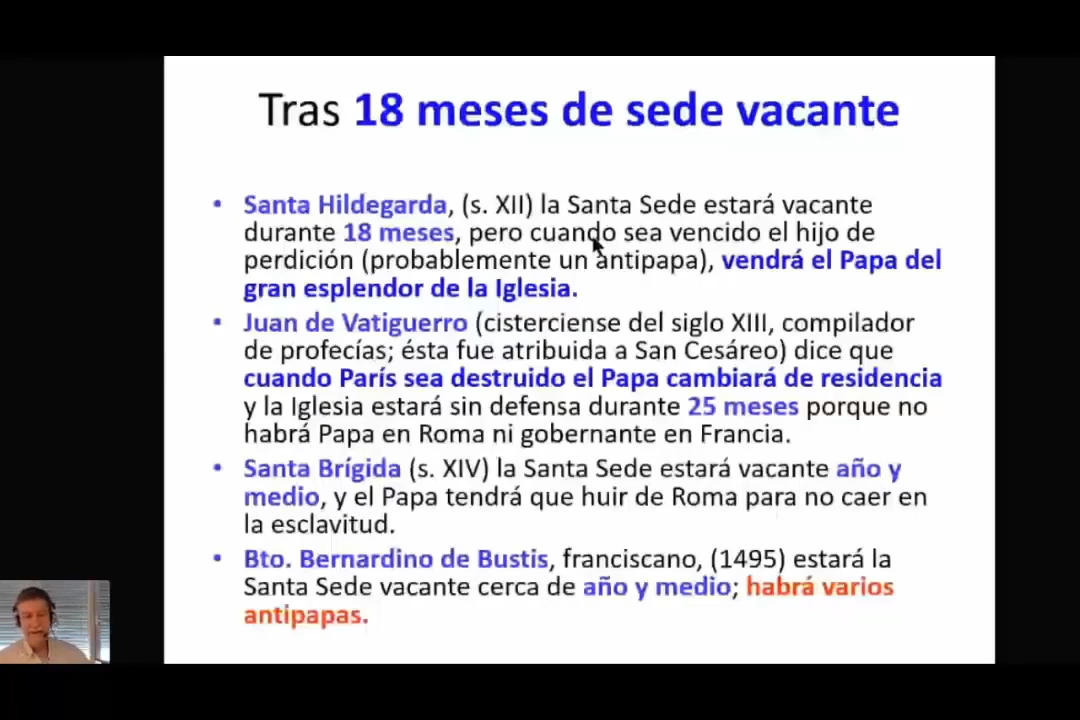 Tras 18 meses de sede vacante
• Santa Hildegarda, (s. XII) la Santa Sede estará vacante
durante 18 meses, pero cuando sea vencido el hijo de
perdición (probablemente un antipapa), vendrá el Papa del
gran esplendor de la Iglesia.
• Juan de Vatiguerro (cisterciense del siglo XIII, compilador
de profecías; ésta fue atribuida a San Cesáreo) dice que
cuando París sea destruido el Papa cambiará de residencia
y la Iglesia estará sin defensa durante 25 meses porque no
habrá Papa en Roma ni gobernante en Francia.
• Santa Brígida (s. XIV) la Santa Sede estará vacante año y
medio, y el Papa tendrá que huir de Roma para no caer en
la esclavitud.
• Bto. Bernardino de Bustis, franciscano, (1495) estará la
Santa Sede vacante cerca de año y medio; habrá varios
antipapas.